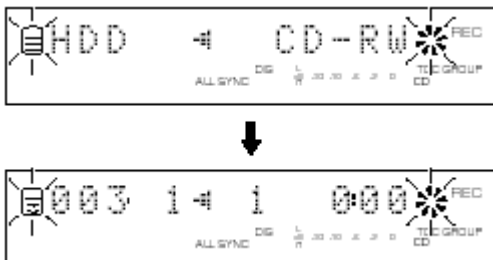 HDD ◄ CD-RW REC
ALL SYNC DIG L R TOC GROUP
CD
003 1 ◄ 1 0:00 REC
ALL SYNC DIG L R TOC GROUP
CD